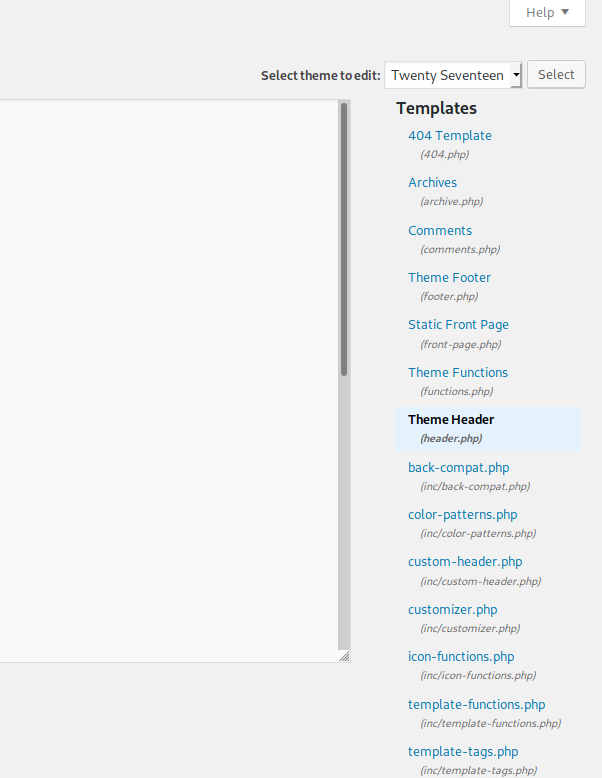 Help
Select theme to edit: Twenty Seventeen Select
Templates
404 Template
(404.php)
Archives
(archive.php)
Comments
(comments.php)
Theme Footer
(footer.php)
Static Front Page
(front-page.php)
Theme Functions
(functions.php)
Theme Header
(header.php)
back-compat.php
(inc/back-compat.php)
color-patterns.php
(inc/color-patterns.php)
custom-header.php
(inc/custom-header.php)
customizer.php
(inc/customizer.php)
icon-functions.php
(inc/icon-functions.php)
template-functions.php
(inc/template-functions.php)
template-tags.php
(inc/template-tags.php)